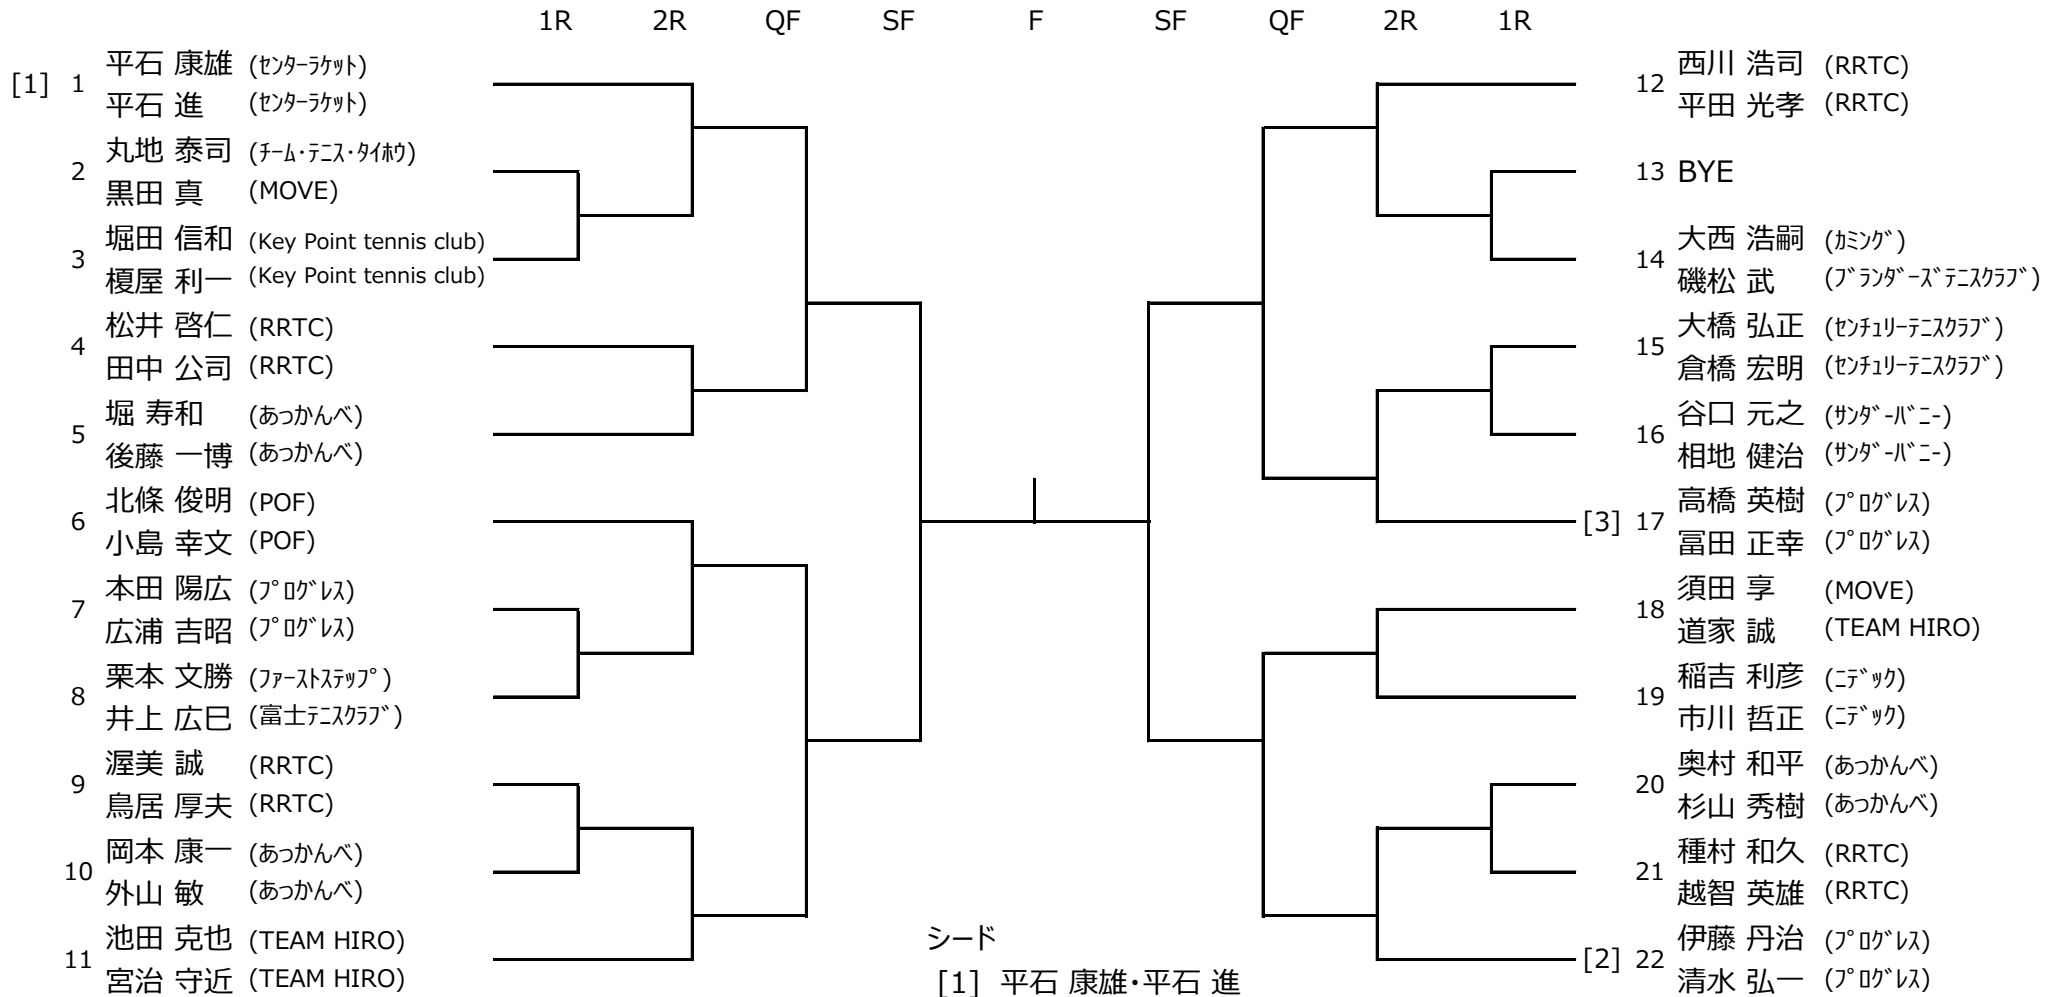 1R 2R QF SF F SF QF 2R 1R
[1] 1 平石 康雄 (ｾﾝﾀｰﾗｹｯﾄ)
平石 進 (ｾﾝﾀｰﾗｹｯﾄ)
2 丸地 泰司 (ﾁｰﾑ･ﾃﾆｽ･ﾀｲﾎｳ)
黒田 真 (MOVE)
3 堀田 信和 (Key Point tennis club)
榎屋 利一 (Key Point tennis club)
4 松井 啓仁 (RRTC)
田中 公司 (RRTC)
5 堀 寿和 (あっかんべ)
後藤 一博 (あっかんべ)
6 北條 俊明 (POF)
小島 幸文 (POF)
7 本田 陽広 (ﾌﾟﾛｸﾞﾚｽ)
広浦 吉昭 (ﾌﾟﾛｸﾞﾚｽ)
8 栗本 文勝 (ﾌｧｰｽﾄｽﾃｯﾌﾟ)
井上 広巳 (富士ﾃﾆｽｸﾗﾌﾞ)
9 渥美 誠 (RRTC)
鳥居 厚夫 (RRTC)
10 岡本 康一 (あっかんべ)
外山 敏 (あっかんべ)
11 池田 克也 (TEAM HIRO)
宮治 守近 (TEAM HIRO)
12 西川 浩司 (RRTC)
平田 光孝 (RRTC)
13 BYE
14 大西 浩嗣 (ｶﾐﾝｸﾞ)
磯松 武 (ﾌﾞﾗﾝﾀﾞｰｽﾞﾃﾆｽｸﾗﾌﾞ)
15 大橋 弘正 (ｾﾝﾁｭﾘｰﾃﾆｽｸﾗﾌﾞ)
倉橋 宏明 (ｾﾝﾁｭﾘｰﾃﾆｽｸﾗﾌﾞ)
16 谷口 元之 (ｻﾝﾀﾞ-ﾊﾞﾆ-)
相地 健治 (ｻﾝﾀﾞ-ﾊﾞﾆ-)
[3] 17 高橋 英樹 (ﾌﾟﾛｸﾞﾚｽ)
冨田 正幸 (ﾌﾟﾛｸﾞﾚｽ)
18 須田 享 (MOVE)
道家 誠 (TEAM HIRO)
19 稲吉 利彦 (ﾆﾃﾞｯｸ)
市川 哲正 (ﾆﾃﾞｯｸ)
20 奥村 和平 (あっかんべ)
杉山 秀樹 (あっかんべ)
21 種村 和久 (RRTC)
越智 英雄 (RRTC)
[2] 22 伊藤 丹治 (ﾌﾟﾛｸﾞﾚｽ)
清水 弘一 (ﾌﾟﾛｸﾞﾚｽ)
シード
[1] 平石 康雄・平石 進